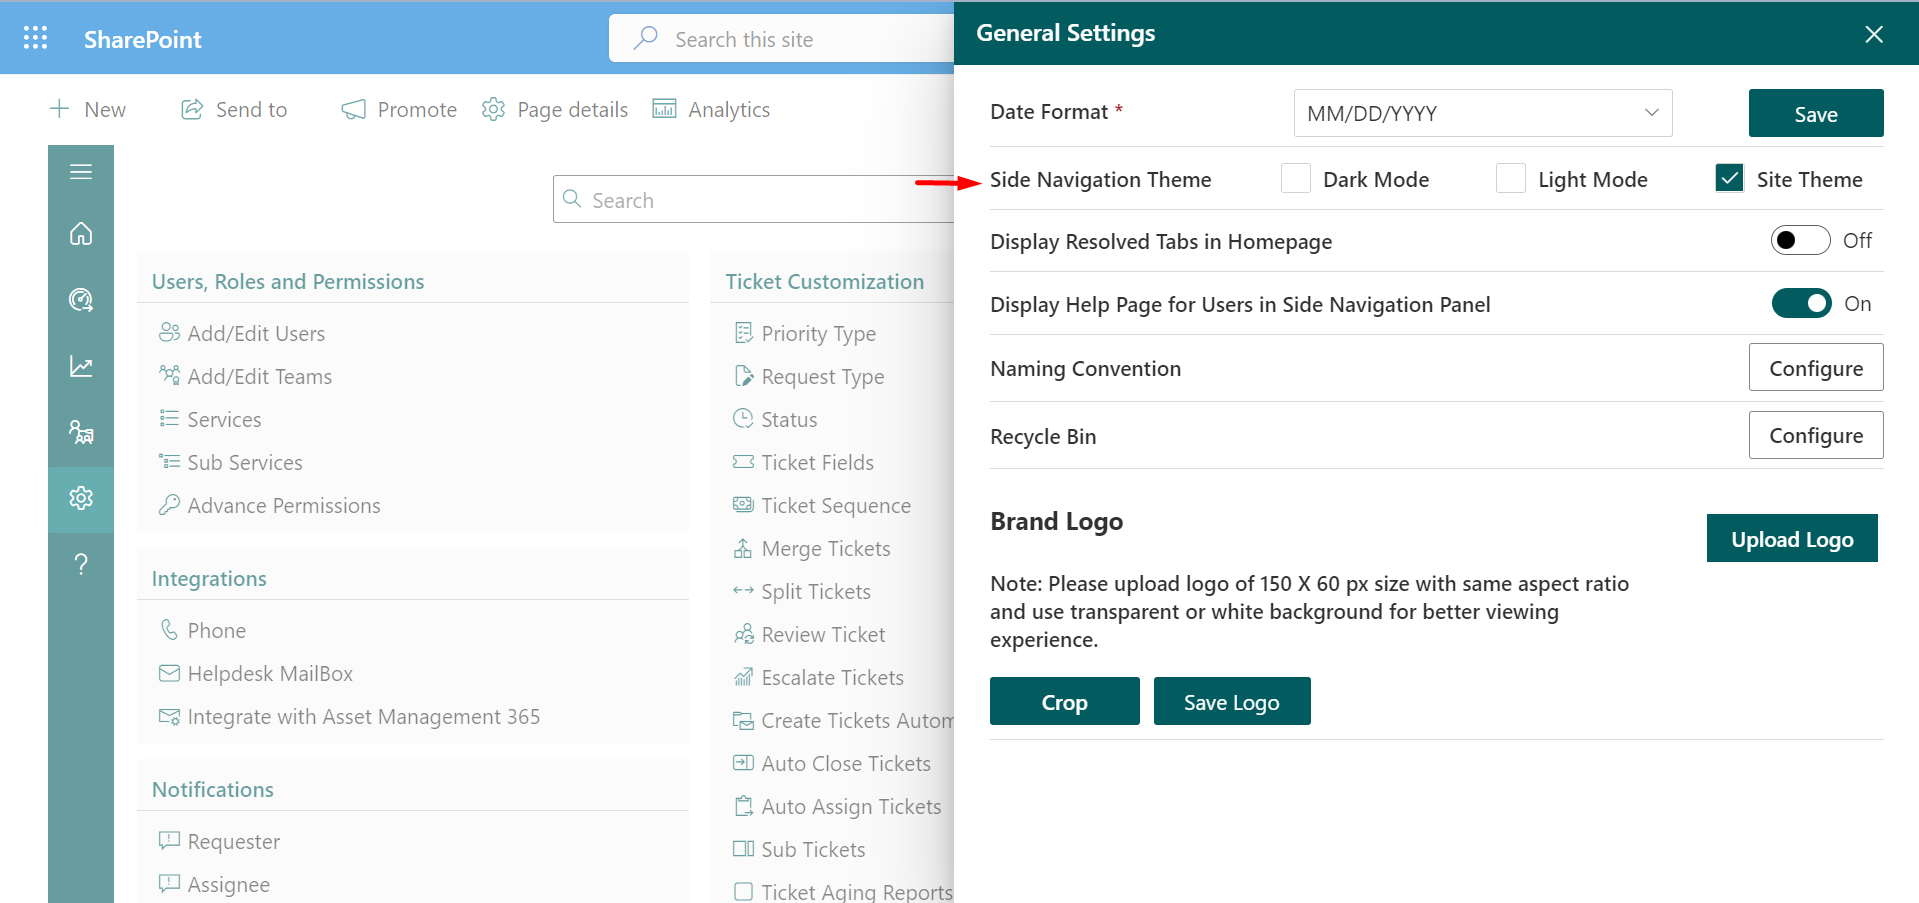 SharePoint
Search this site
New
Send to
Promote
Page details
Analytics
Search
Users, Roles and Permissions
Add/Edit Users
Add/Edit Teams
Services
Sub Services
Advance Permissions
Integrations
Phone
Helpdesk MailBox
Integrate with Asset Management 365
Notifications
Requester
Assignee
Ticket Customization
Priority Type
Request Type
Status
Ticket Fields
Ticket Sequence
Merge Tickets
Split Tickets
Review Ticket
Escalate Tickets
Create Tickets Autom
Auto Close Tickets
Auto Assign Tickets
Sub Tickets
Ticket Aging Reports
General Settings
Date Format *
MM/DD/YYYY
Save
Side Navigation Theme
Dark Mode
Light Mode
Site Theme
Display Resolved Tabs in Homepage
Off
Display Help Page for Users in Side Navigation Panel
On
Naming Convention
Configure
Recycle Bin
Configure
Brand Logo
Upload Logo
Note: Please upload logo of 150 X 60 px size with same aspect ratio
and use transparent or white background for better viewing
experience.
Crop
Save Logo